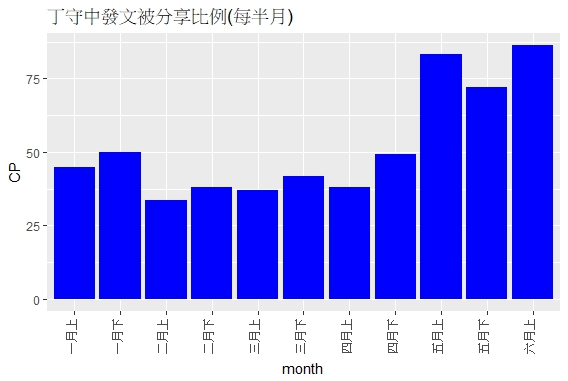 丁守中發文被分享比例(每半月)
CP
75
50
25
0
一月上
一月下
二月上
二月下
三月上
三月下
四月上
四月下
五月上
五月下
六月上
month